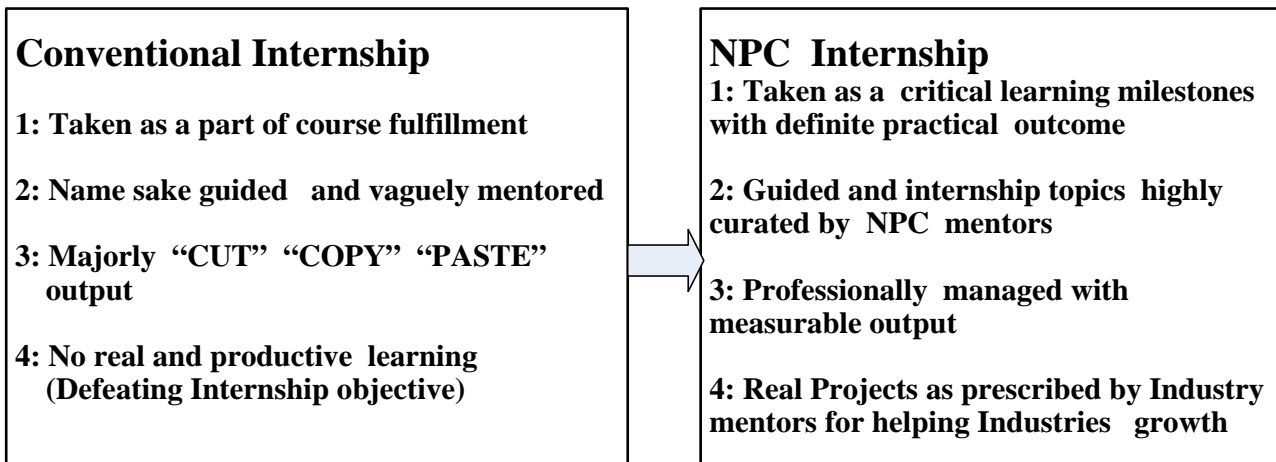 Conventional Internship
1: Taken as a part of course fulfillment
2: Name sake guided and vaguely mentored
3: Majorly “CUT” “COPY” “PASTE”
output
4: No real and productive learning
(Defeating Internship objective)
NPC Internship
1: Taken as a critical learning milestones
with definite practical outcome
2: Guided and internship topics highly
curated by NPC mentors
3: Professionally managed with
measurable output
4: Real Projects as prescribed by Industry
mentors for helping Industries growth